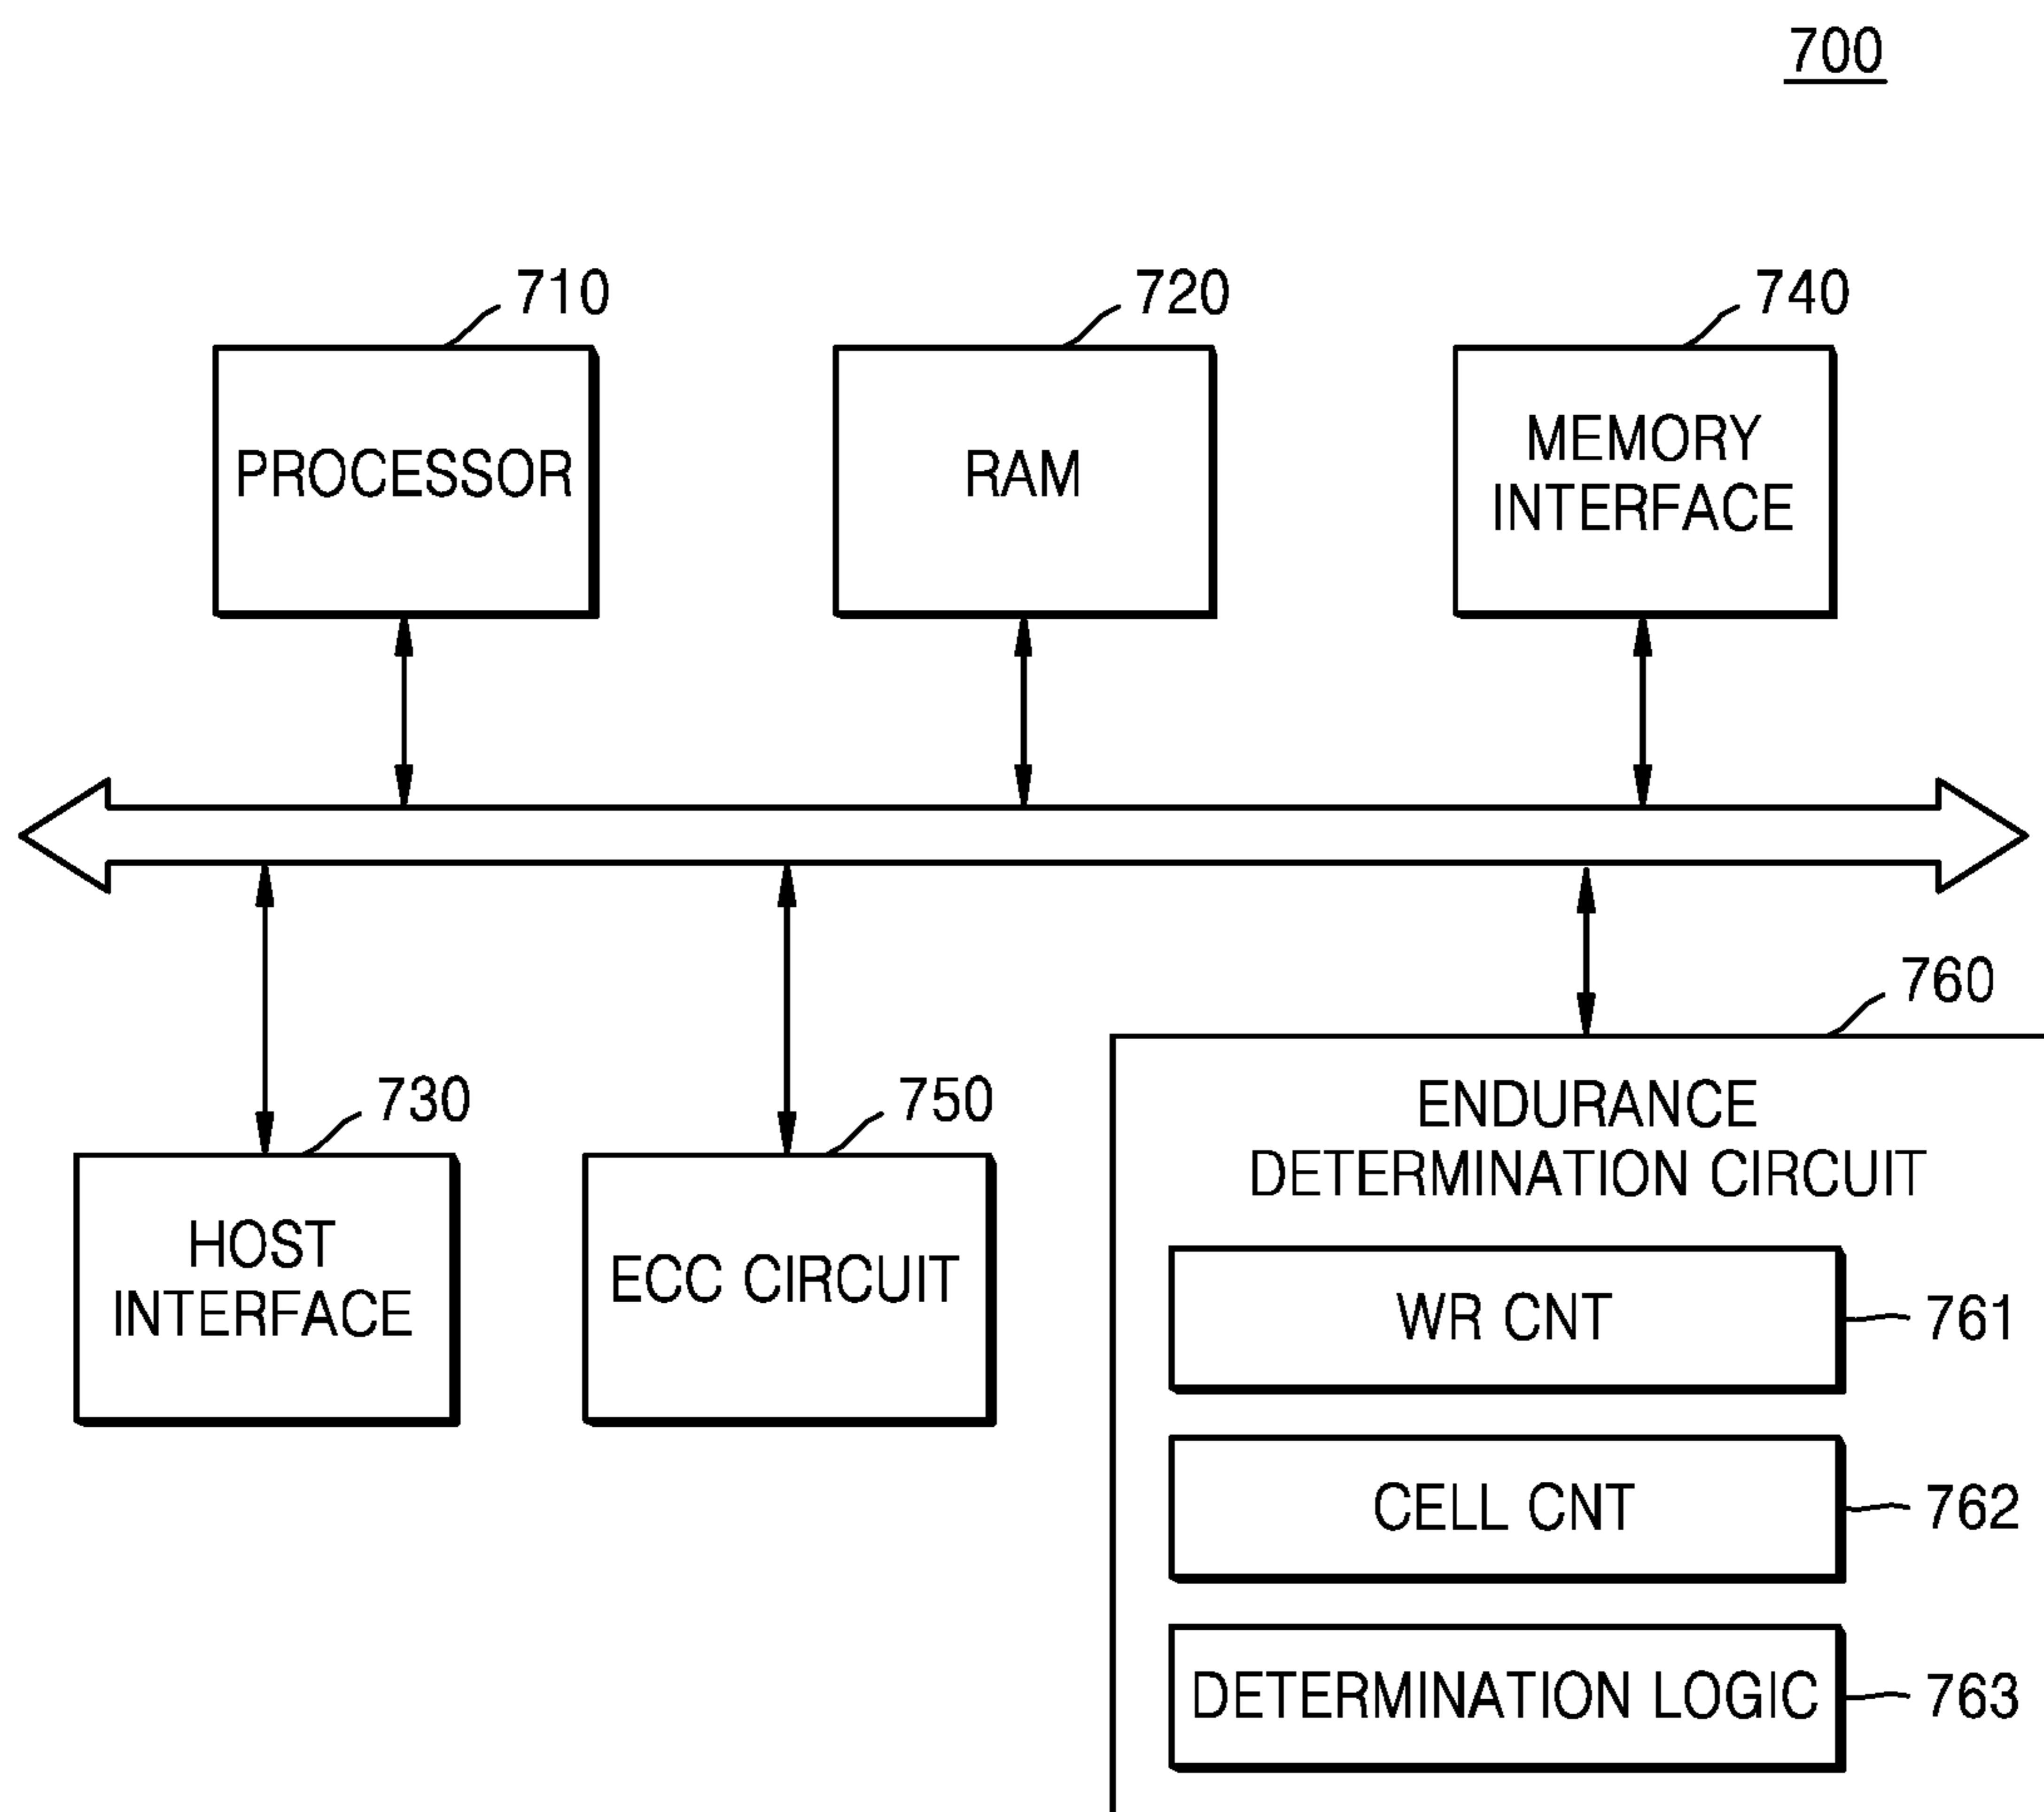 700
710
720
740
PROCESSOR
RAM
MEMORY
INTERFACE
760
730
750
ENDURANCE
DETERMINATION CIRCUIT
HOST
INTERFACE
ECC CIRCUIT
WR CNT
761
CELL CNT
762
DETERMINATION LOGIC
763